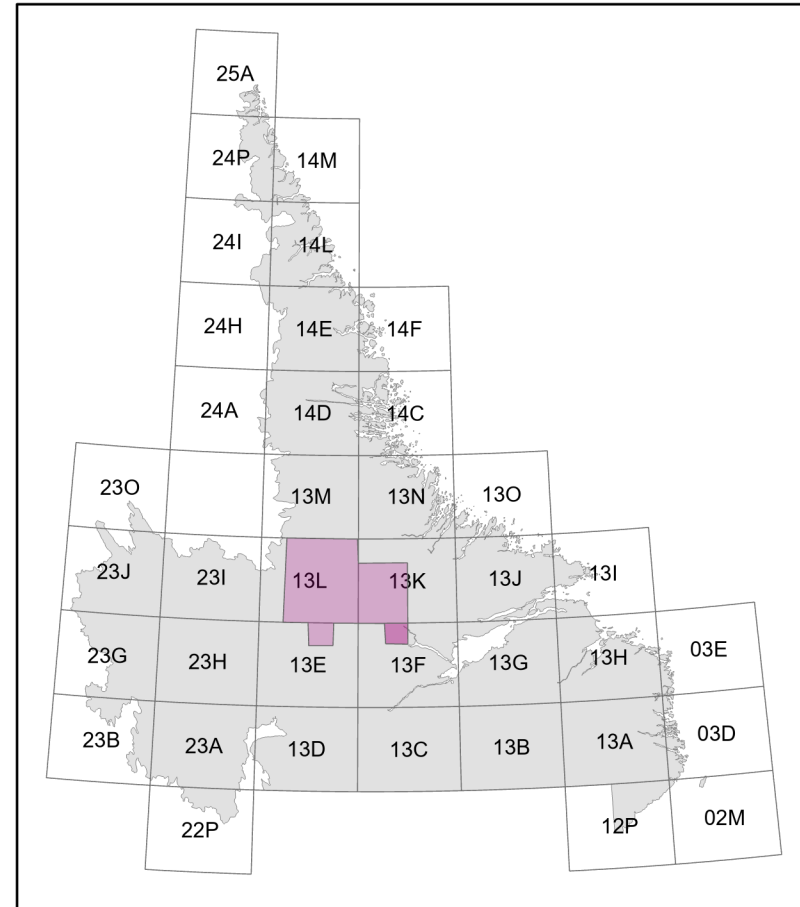 25A
24P 14M
24I 14L
24H 14E 14F
24A 14D 14C
23O 13M 13N 13O
23J 23I 13L 13K 13J 13I
23G 23H 13E 13F 13G 13H 03E
23B 23A 13D 13C 13B 13A 03D
22P 12P 02M